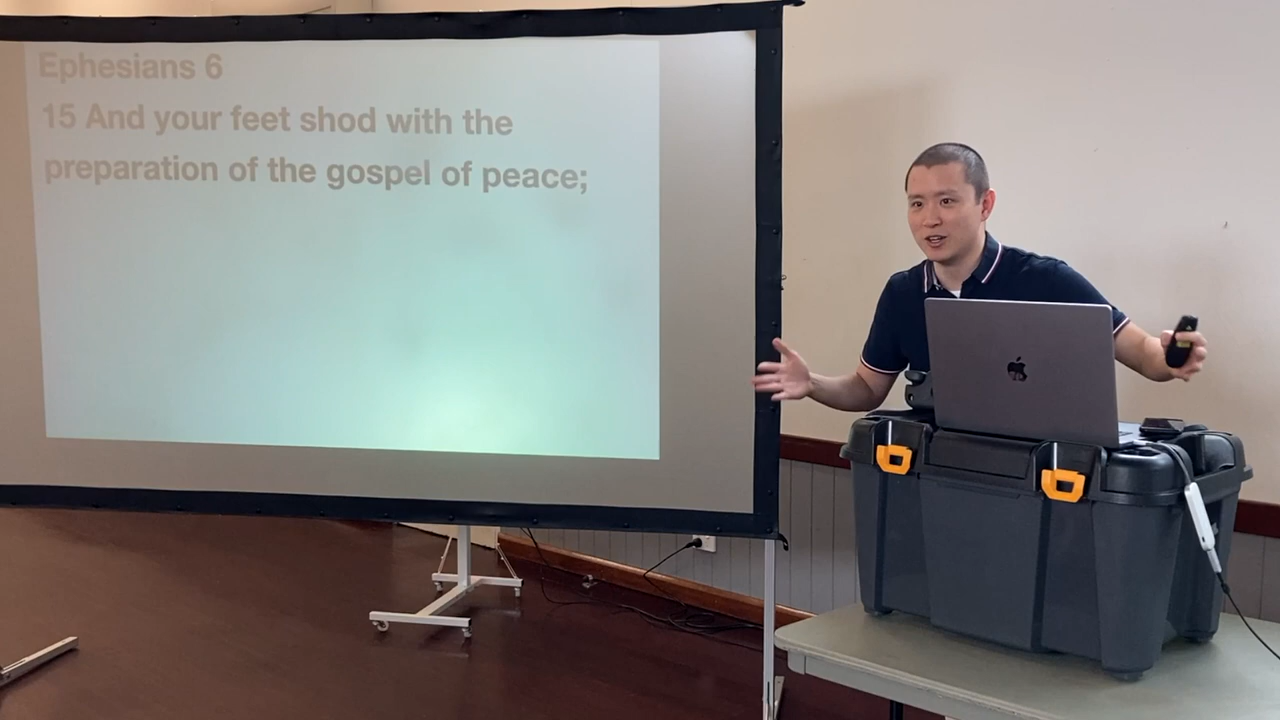 Ephesians 6
15 And your feet shod with the
preparation of the gospel of peace;